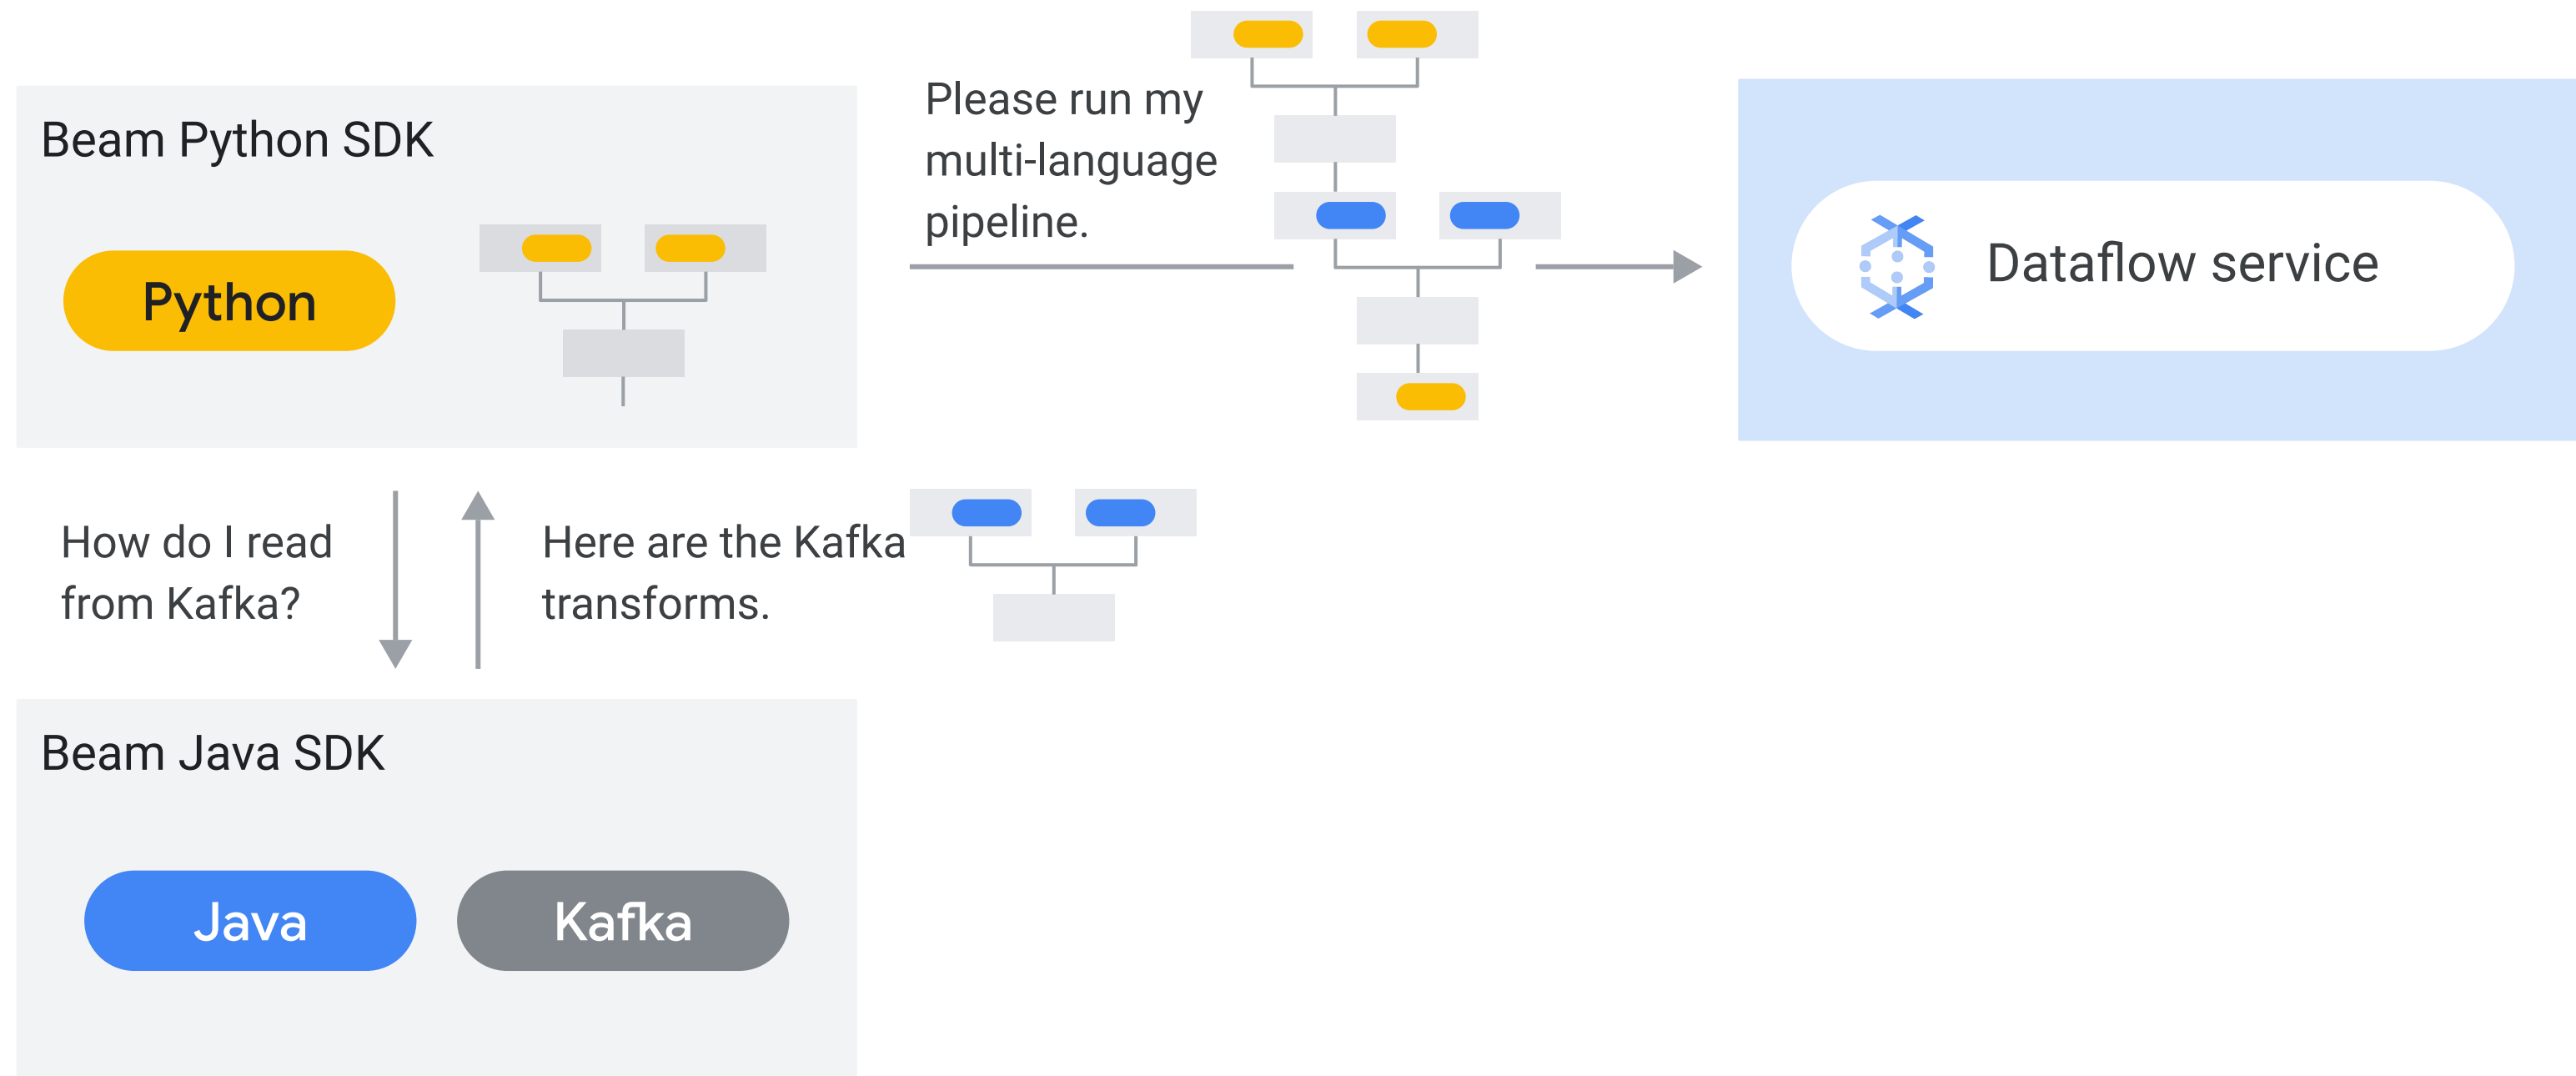 Beam Python SDK
Python
Please run my
multi-language
pipeline.
Dataflow service
How do I read
from Kafka?
Here are the Kafka
transforms.
Beam Java SDK
Java
Kafka